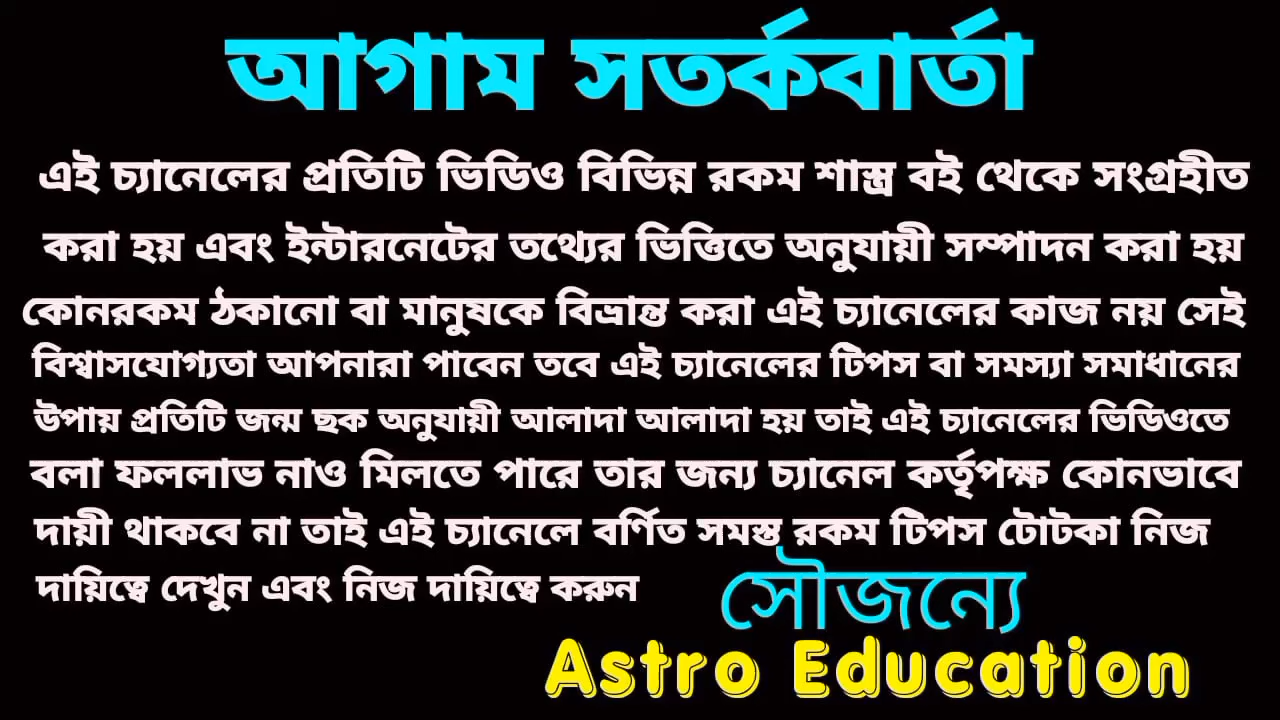 আগাম সতর্কবার্তা
এই চ্যানেলের প্রতিটি ভিডিও বিভিন্ন রকম শাস্ত্র বই থেকে সংগ্রহীত
করা হয় এবং ইন্টারনেটের তথ্যের ভিত্তিতে অনুযায়ী সম্পাদন করা হয়
কোনরকম ঠকানো বা মানুষকে বিভ্রান্ত করা এই চ্যানেলের কাজ নয় সেই
বিশ্বাসযোগ্যতা আপনারা পাবেন তবে এই চ্যানেলের টিপস বা সমস্যা সমাধানের
উপায় প্রতিটি জন্ম ছক অনুযায়ী আলাদা আলাদা হয় তাই এই চ্যানেলের ভিডিওতে
বলা ফললাভ নাও মিলতে পারে তার জন্য চ্যানেল কর্তৃপক্ষ কোনভাবে
দায়ী থাকবে না তাই এই চ্যানেলে বর্ণিত সমস্ত রকম টিপস টোটকা নিজ
দায়িত্বে দেখুন এবং নিজ দায়িত্বে করুন
সৌজন্যে
Astro Education